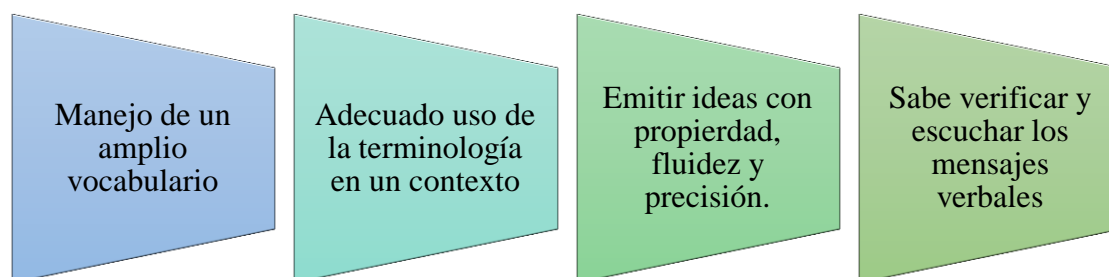 Manejo de un
amplio
vocabulario
Adecuado uso de
la terminología
en un contexto
Emitir ideas con
propierdad,
fluidez y
precisión.
Sabe verificar y
escuchar los
mensajes
verbales